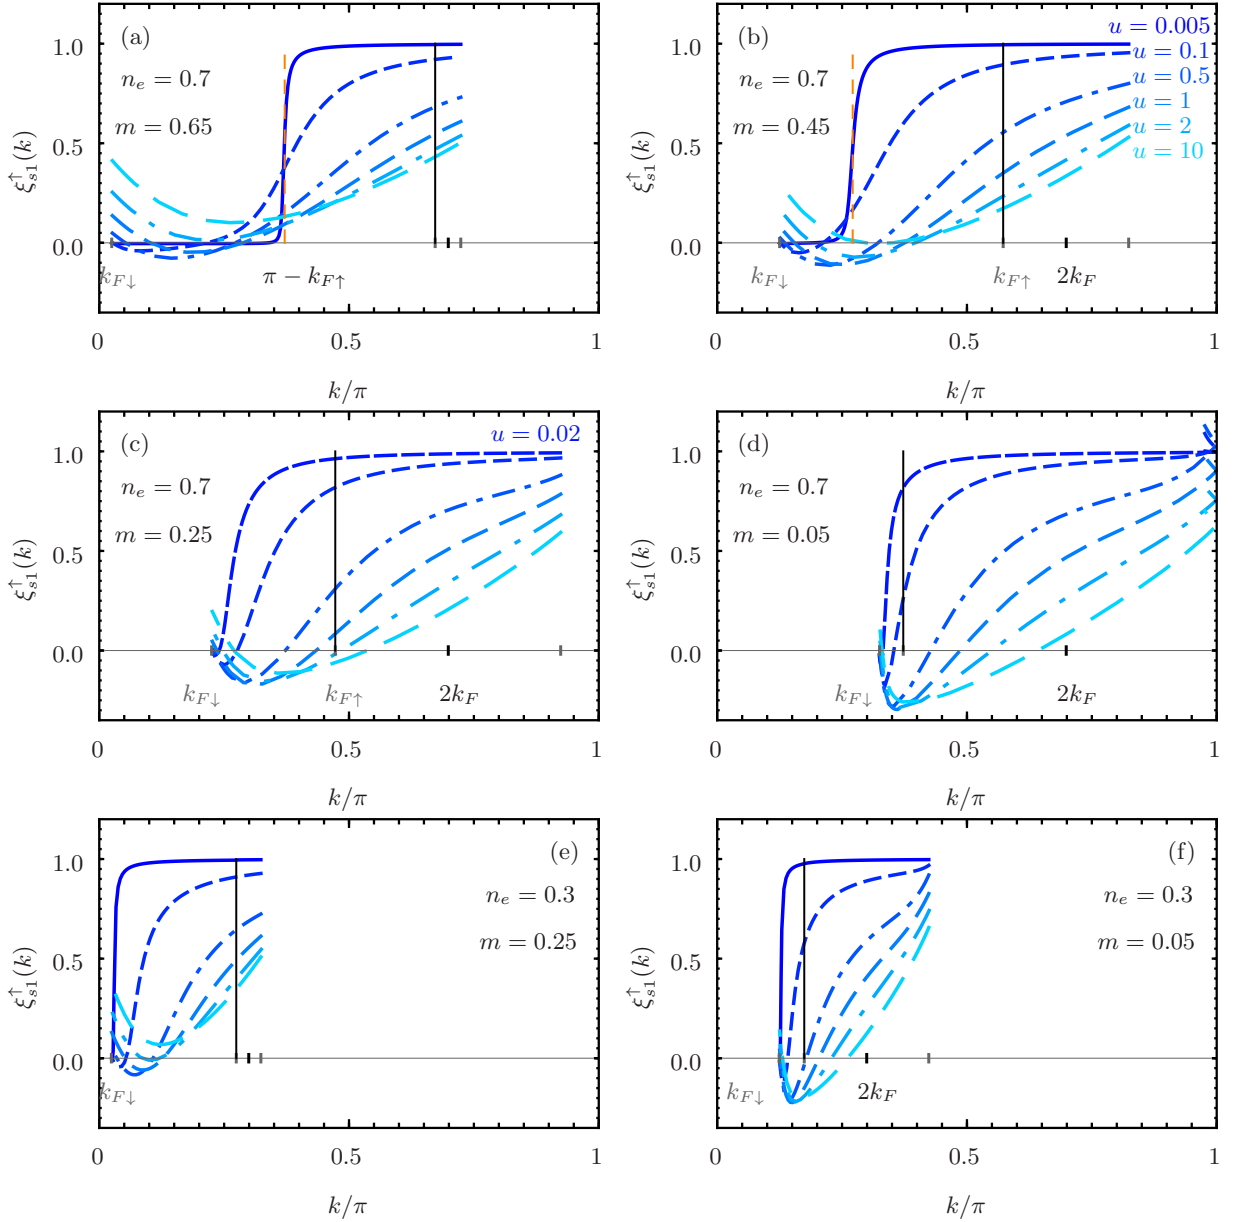 (a)
n_e = 0.7
m = 0.65
1.0
0.5
0.0
ξ_{s1}^↑(k)
k_{F↓}
π − k_{F↑}
0
0.5
1
k/π
(b)
n_e = 0.7
m = 0.45
u = 0.005
u = 0.1
u = 0.5
u = 1
u = 2
u = 10
1.0
0.5
0.0
ξ_{s1}^↑(k)
k_{F↓}
k_{F↑}
2k_F
0
0.5
1
k/π
(c)
u = 0.02
n_e = 0.7
m = 0.25
1.0
0.5
0.0
ξ_{s1}^↑(k)
k_{F↓}
k_{F↑}
2k_F
0
0.5
1
k/π
(d)
n_e = 0.7
m = 0.05
1.0
0.5
0.0
ξ_{s1}^↑(k)
k_{F↓}
2k_F
0
0.5
1
k/π
(e)
n_e = 0.3
m = 0.25
1.0
0.5
0.0
ξ_{s1}^↑(k)
k_{F↓}
0
0.5
1
k/π
(f)
n_e = 0.3
m = 0.05
1.0
0.5
0.0
ξ_{s1}^↑(k)
k_{F↓}
2k_F
0
0.5
1
k/π